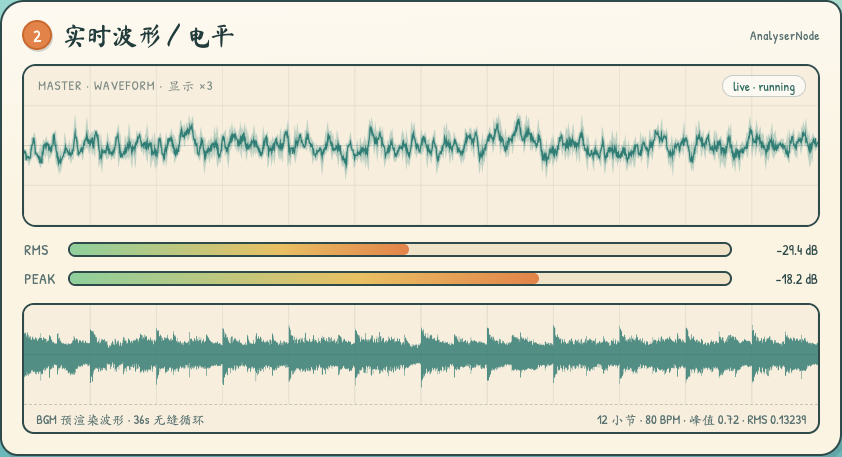 2 实时波形 / 电平
AnalyserNode
MASTER · WAVEFORM · 显示 ×3
live · running
RMS
-29.4 dB
PEAK
-18.2 dB
BGM 预渲染波形 · 36s 无缝循环
12 小节 · 80 BPM · 峰值 0.72 · RMS 0.13239